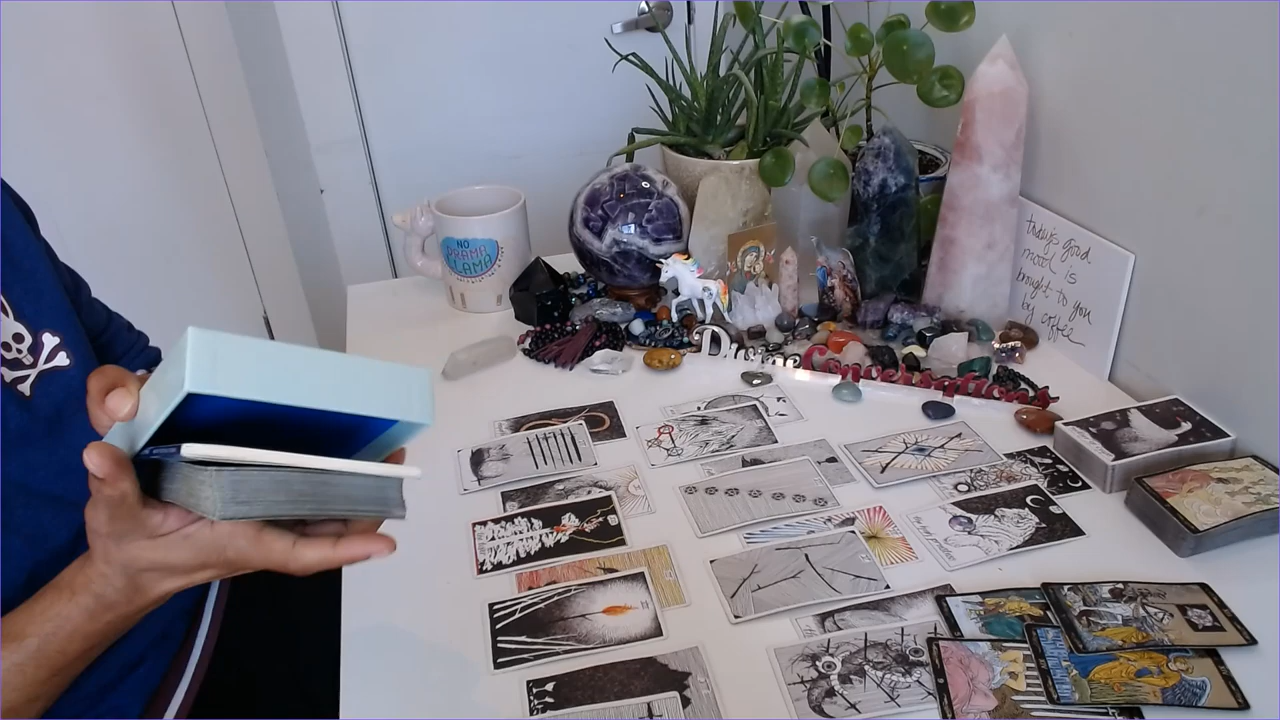 NO
DRAMA
LLAMA
today's good
mood is
brought to you
by coffee
Divine Conversations